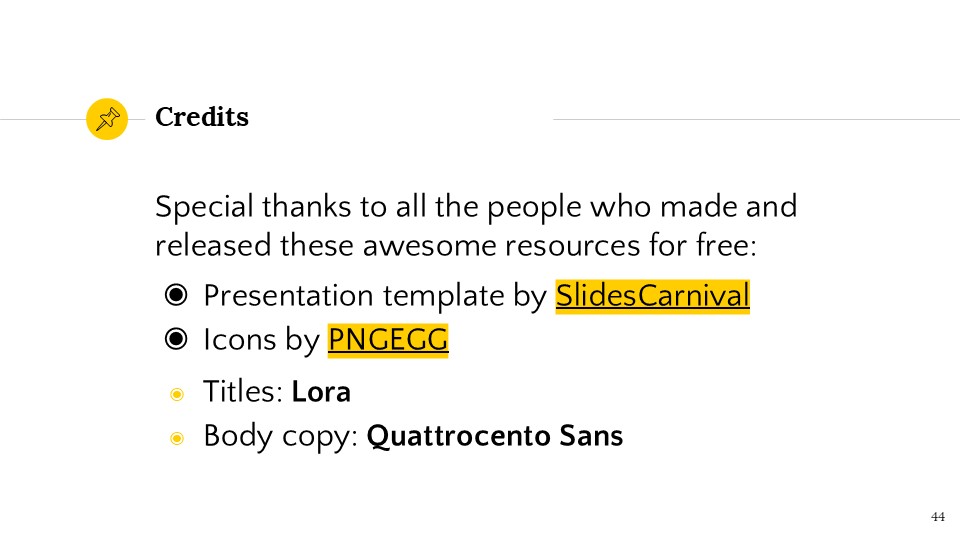 Credits
Special thanks to all the people who made and
released these awesome resources for free:
◉ Presentation template by SlidesCarnival
◉ Icons by PNGEGG
◉ Titles: Lora
◉ Body copy: Quattrocento Sans
44